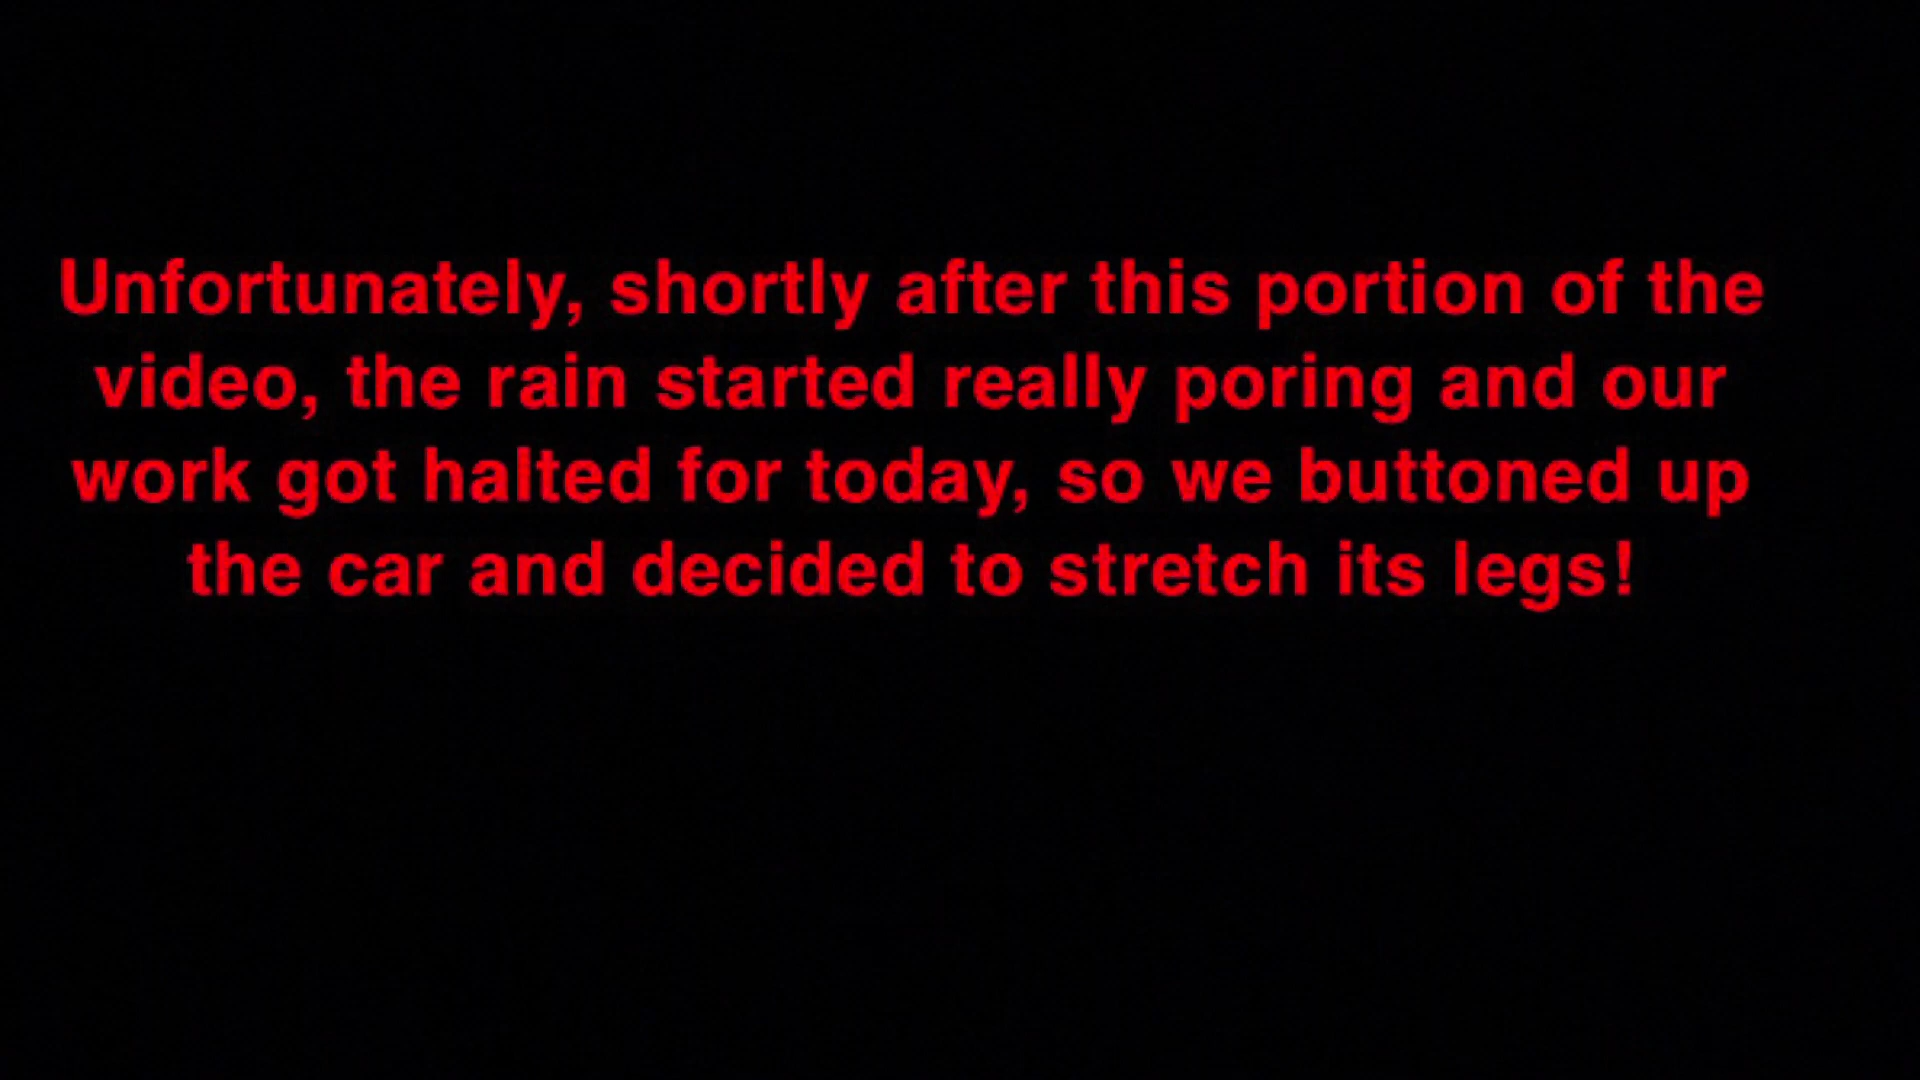 Unfortunately, shortly after this portion of the
video, the rain started really poring and our
work got halted for today, so we buttoned up
the car and decided to stretch its legs!